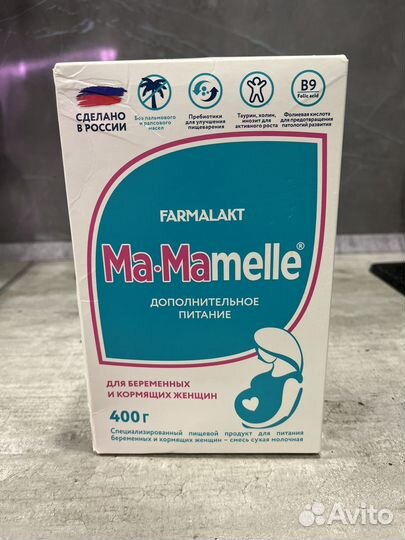 СДЕЛАНО
В РОССИИ
Без пальмового
и рапсового
масел
Пребиотики
для улучшения
пищеварения
Таурин, холин,
инозит для
активного роста
B9
Folic acid
Фолиевая кислота
для предотвращения
патологий развития
FARMALAKT
Ma·Mamelle®
ДОПОЛНИТЕЛЬНОЕ
ПИТАНИЕ
ДЛЯ БЕРЕМЕННЫХ
И КОРМЯЩИХ ЖЕНЩИН
400 г
Специализированный пищевой продукт для питания
беременных и кормящих женщин – смесь сухая молочная
Avito